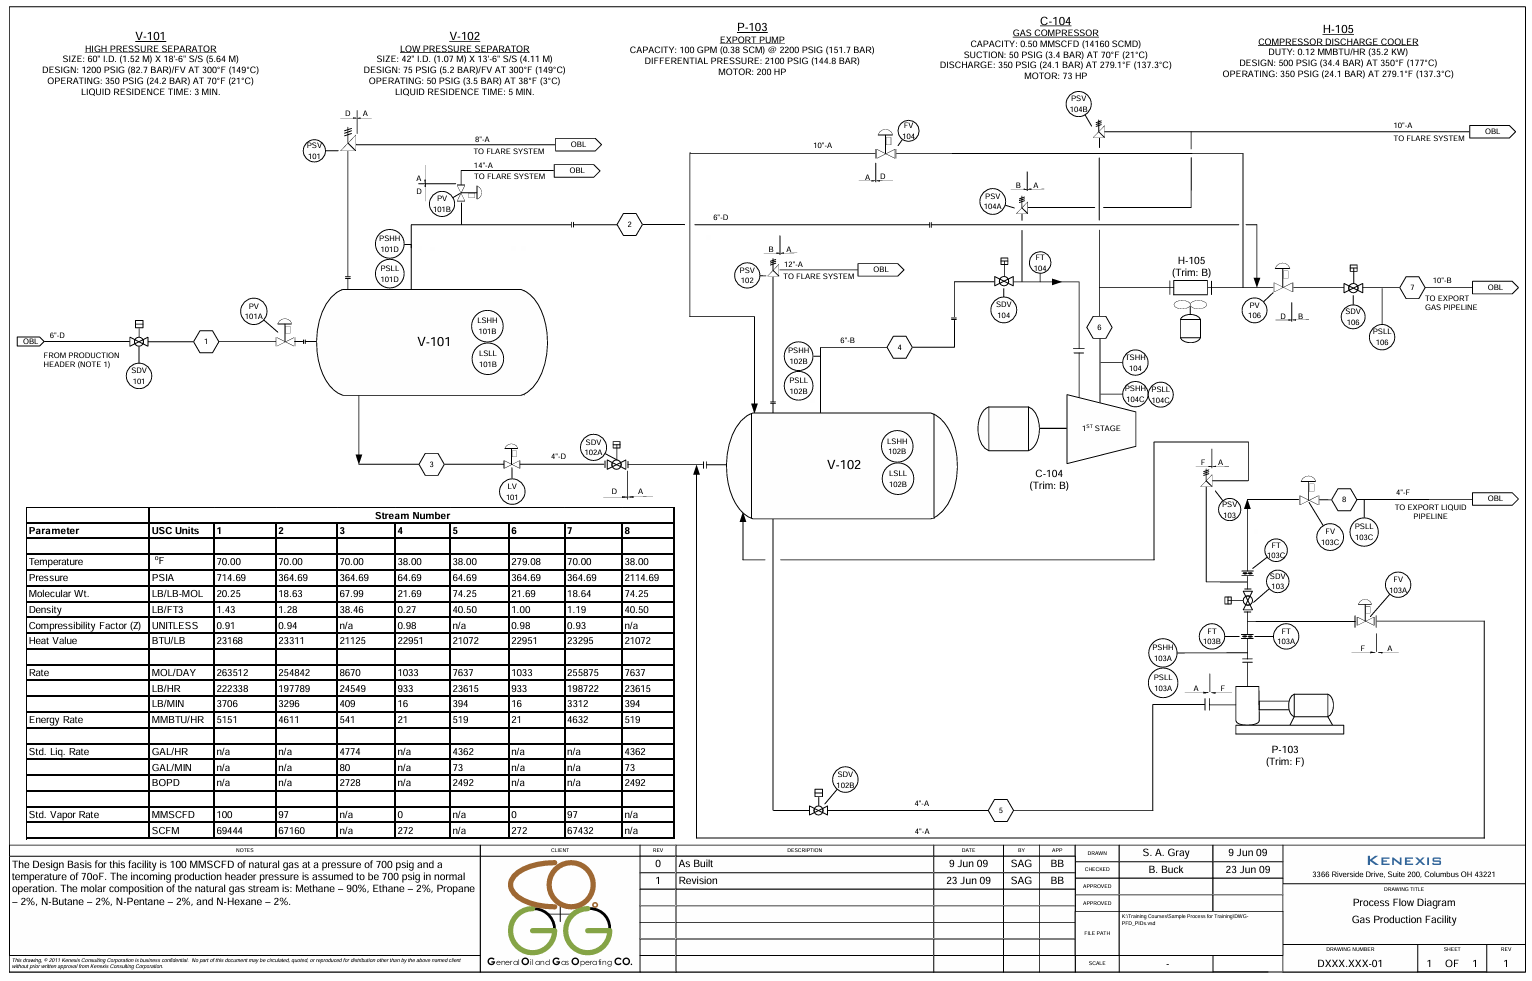 V-101
HIGH PRESSURE SEPARATOR
SIZE: 60" I.D. (1.52 M) X 18'-6" S/S (5.64 M)
DESIGN: 1200 PSIG (82.7 BAR)/FV AT 300°F (149°C)
OPERATING: 350 PSIG (24.2 BAR) AT 70°F (21°C)
LIQUID RESIDENCE TIME: 3 MIN.
V-102
LOW PRESSURE SEPARATOR
SIZE: 42" I.D. (1.07 M) X 13'-6" S/S (4.11 M)
DESIGN: 75 PSIG (5.2 BAR)/FV AT 300°F (149°C)
OPERATING: 50 PSIG (3.5 BAR) AT 38°F (3°C)
LIQUID RESIDENCE TIME: 5 MIN.
P-103
EXPORT PUMP
CAPACITY: 100 GPM (0.38 SCM) @ 2200 PSIG (151.7 BAR)
DIFFERENTIAL PRESSURE: 2100 PSIG (144.8 BAR)
MOTOR: 200 HP
C-104
GAS COMPRESSOR
CAPACITY: 0.50 MMSCFD (14160 SCMD)
SUCTION: 50 PSIG (3.4 BAR) AT 70°F (21°C)
DISCHARGE: 350 PSIG (24.1 BAR) AT 279.1°F (137.3°C)
MOTOR: 73 HP
H-105
COMPRESSOR DISCHARGE COOLER
DUTY: 0.12 MMBTU/HR (35.2 KW)
DESIGN: 500 PSIG (34.4 BAR) AT 350°F (177°C)
OPERATING: 350 PSIG (24.1 BAR) AT 279.1°F (137.3°C)
D A
PSV 101
8"-A
TO FLARE SYSTEM
OBL
14"-A
TO FLARE SYSTEM
OBL
A
D
PV 101B
PSHH 101D
PSLL 101D
2
6"-D
10"-A
FV 104
A D
PSV 104B
10"-A
TO FLARE SYSTEM
OBL
B A
PSV 104A
B A
PSV 102
12"-A
TO FLARE SYSTEM
OBL
SDV 104
FT 104
H-105
(Trim: B)
PV 106
D B
SDV 106
PSLL 106
7
10"-B
OBL
TO EXPORT
GAS PIPELINE
OBL
6"-D
FROM PRODUCTION
HEADER (NOTE 1)
SDV 101
1
PV 101A
V-101
LSHH 101B
LSLL 101B
PSHH 102B
PSLL 102B
6"-B
4
6
TSHH 104
PSHH 104C
PSLL 104C
1ST STAGE
C-104
(Trim: B)
3
LV 101
4"-D
SDV 102A
D A
V-102
LSHH 102B
LSLL 102B
F A
PSV 103
FV 103C
8
PSLL 103C
4"-F
OBL
TO EXPORT LIQUID
PIPELINE
FT 103C
SDV 103
FV 103A
F A
FT 103B
FT 103A
PSHH 103A
PSLL 103A
A F
P-103
(Trim: F)
SDV 102B
4"-A
5
4"-A
Stream Number
Parameter USC Units 1 2 3 4 5 6 7 8
Temperature °F 70.00 70.00 70.00 38.00 38.00 279.08 70.00 38.00
Pressure PSIA 714.69 364.69 364.69 64.69 64.69 364.69 364.69 2114.69
Molecular Wt. LB/LB-MOL 20.25 18.63 67.99 21.69 74.25 21.69 18.64 74.25
Density LB/FT3 1.43 1.28 38.46 0.27 40.50 1.00 1.19 40.50
Compressibility Factor (Z) UNITLESS 0.91 0.94 n/a 0.98 n/a 0.98 0.93 n/a
Heat Value BTU/LB 23168 23311 21125 22951 21072 22951 23295 21072
Rate MOL/DAY 263512 254842 8670 1033 7637 1033 255875 7637
LB/HR 222338 197789 24549 933 23615 933 198722 23615
LB/MIN 3706 3296 409 16 394 16 3312 394
Energy Rate MMBTU/HR 5151 4611 541 21 519 21 4632 519
Std. Liq. Rate GAL/HR n/a n/a 4774 n/a 4362 n/a n/a 4362
GAL/MIN n/a n/a 80 n/a 73 n/a n/a 73
BOPD n/a n/a 2728 n/a 2492 n/a n/a 2492
Std. Vapor Rate MMSCFD 100 97 n/a 0 n/a 0 97 n/a
SCFM 69444 67160 n/a 272 n/a 272 67432 n/a
NOTES
The Design Basis for this facility is 100 MMSCFD of natural gas at a pressure of 700 psig and a
temperature of 70oF. The incoming production header pressure is assumed to be 700 psig in normal
operation. The molar composition of the natural gas stream is: Methane – 90%, Ethane – 2%, Propane
– 2%, N-Butane – 2%, N-Pentane – 2%, and N-Hexane – 2%.
This drawing, © 2011 Kenexis Consulting Corporation is business confidential. No part of this document may be circulated, quoted, or reproduced for distribution other than by the above named client
without prior written approval from Kenexis Consulting Corporation.
CLIENT
General Oil and Gas Operating CO.
REV DESCRIPTION DATE BY APP
0 As Built 9 Jun 09 SAG BB
1 Revision 23 Jun 09 SAG BB
DRAWN S. A. Gray 9 Jun 09
CHECKED B. Buck 23 Jun 09
APPROVED
APPROVED
FILE PATH
K:\Training Courses\Sample Process for Training\DWG-
PFD_PIDs.vsd
SCALE -
KENEXIS
3366 Riverside Drive, Suite 200, Columbus OH 43221
DRAWING TITLE
Process Flow Diagram
Gas Production Facility
DRAWING NUMBER SHEET REV
DXXX.XXX-01 1 OF 1 1